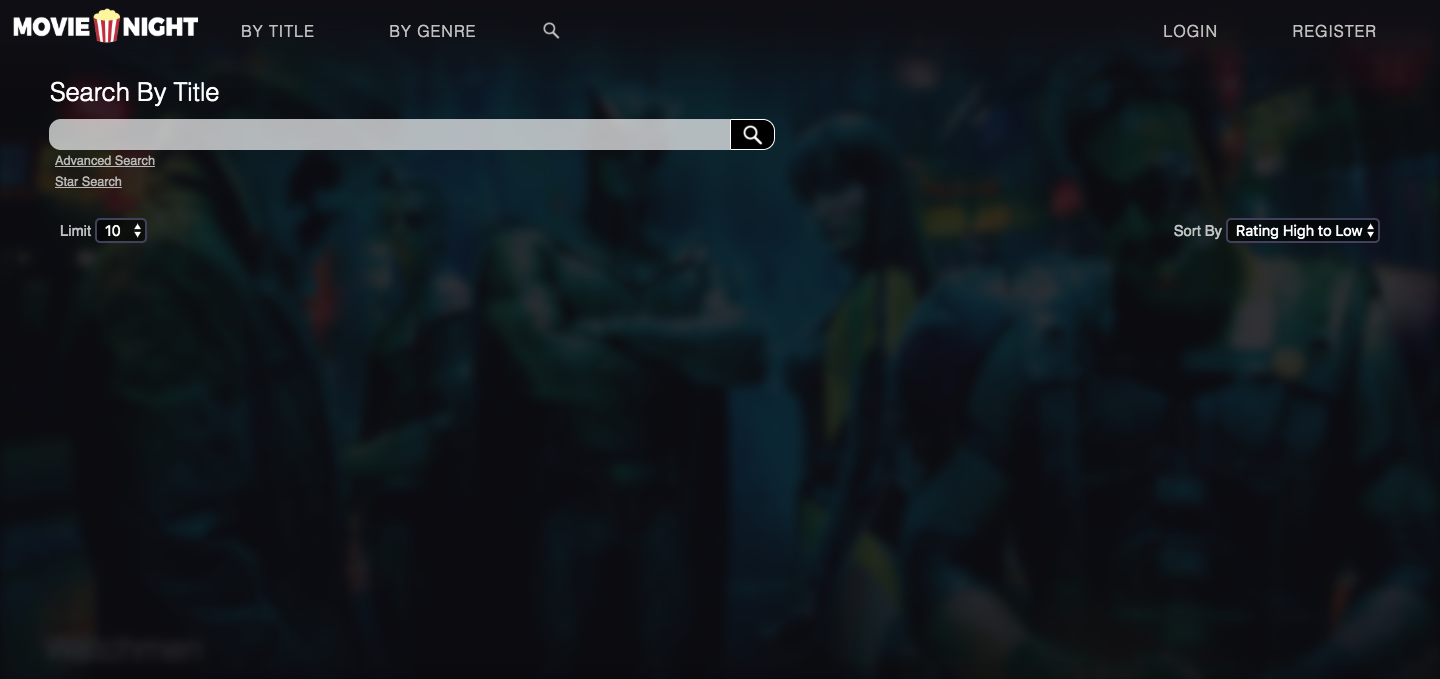 MOVIE NIGHT BY TITLE BY GENRE LOGIN REGISTER
Search By Title
Advanced Search
Star Search
Limit 10 Sort By Rating High to Low
Watchmen